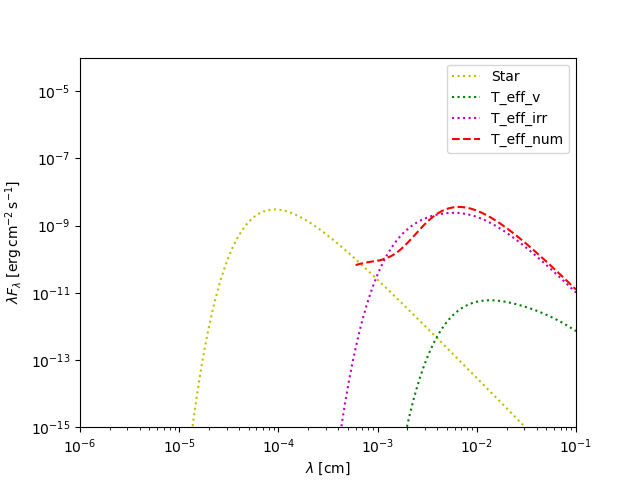 Star
T_eff_v
T_eff_irr
T_eff_num
λF_λ [erg cm⁻² s⁻¹]
10⁻⁵
10⁻⁷
10⁻⁹
10⁻¹¹
10⁻¹³
10⁻¹⁵
10⁻⁶ 10⁻⁵ 10⁻⁴ 10⁻³ 10⁻² 10⁻¹
λ [cm]